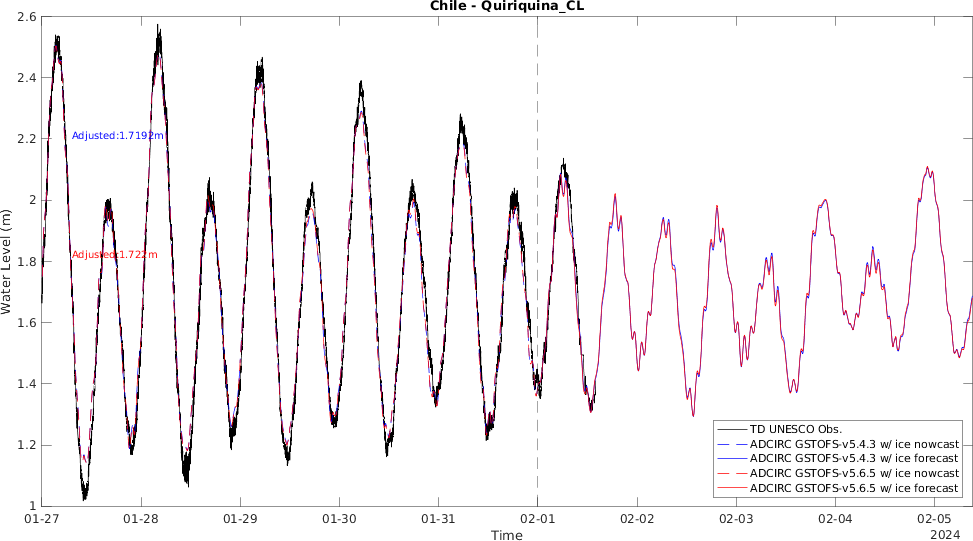 Chile - Quiriquina_CL
2.6
2.4
2.2
2
1.8
1.6
1.4
1.2
1
Water Level (m)
Adjusted:1.7192m
Adjusted:1.722m
TD UNESCO Obs.
ADCIRC GSTOFS-v5.4.3 w/ ice nowcast
ADCIRC GSTOFS-v5.4.3 w/ ice forecast
ADCIRC GSTOFS-v5.6.5 w/ ice nowcast
ADCIRC GSTOFS-v5.6.5 w/ ice forecast
01-27 01-28 01-29 01-30 01-31 02-01 02-02 02-03 02-04 02-05
Time
2024